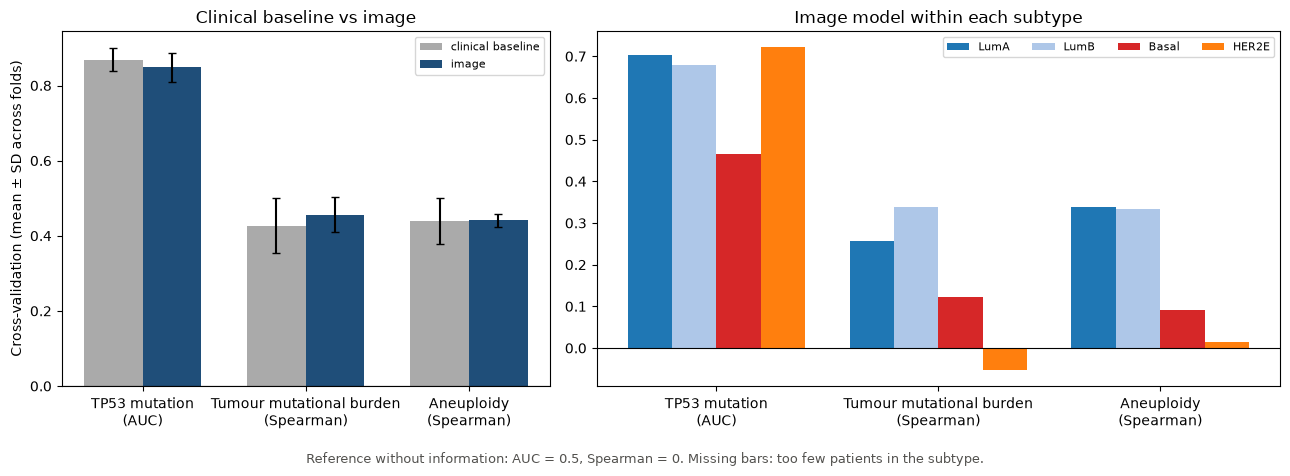 Clinical baseline vs image
Cross-validation (mean ± SD across folds)
0.8
0.6
0.4
0.2
0.0
clinical baseline
image
TP53 mutation
(AUC)
Tumour mutational burden
(Spearman)
Aneuploidy
(Spearman)
Image model within each subtype
0.7
0.6
0.5
0.4
0.3
0.2
0.1
0.0
LumA LumB Basal HER2E
TP53 mutation
(AUC)
Tumour mutational burden
(Spearman)
Aneuploidy
(Spearman)
Reference without information: AUC = 0.5, Spearman = 0. Missing bars: too few patients in the subtype.